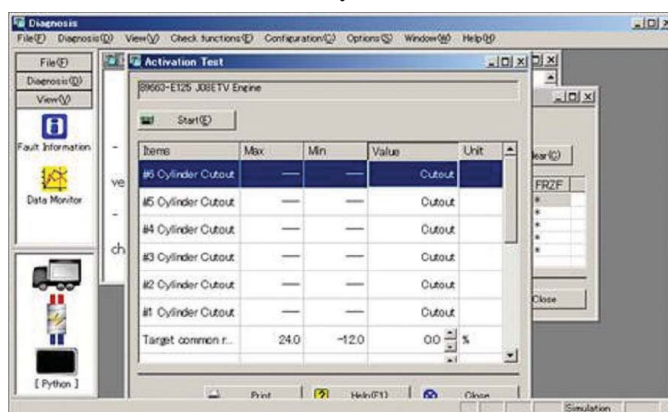 Diagnosis
File(F) Diagnosis(D) View(V) Check functions(E) Configuration(C) Options(S) Window(W) Help(H)
File(F)
Diagnosis(D)
View(V)
Fault Information
Data Monitor
[ Python ]
Activation Test
89663-E125 J08ETV Engine
Start(E)
Items Max Min Value Unit
#6 Cylinder Cutout — — Cutout
#5 Cylinder Cutout — — Cutout
#4 Cylinder Cutout — — Cutout
#3 Cylinder Cutout — — Cutout
#2 Cylinder Cutout — — Cutout
#1 Cylinder Cutout — — Cutout
Target common r... 24.0 -12.0 0.0 %
Print Help(F1) Close
ve
ch
lear(C)
FRZF
*
*
*
*
*
Close
Simulation